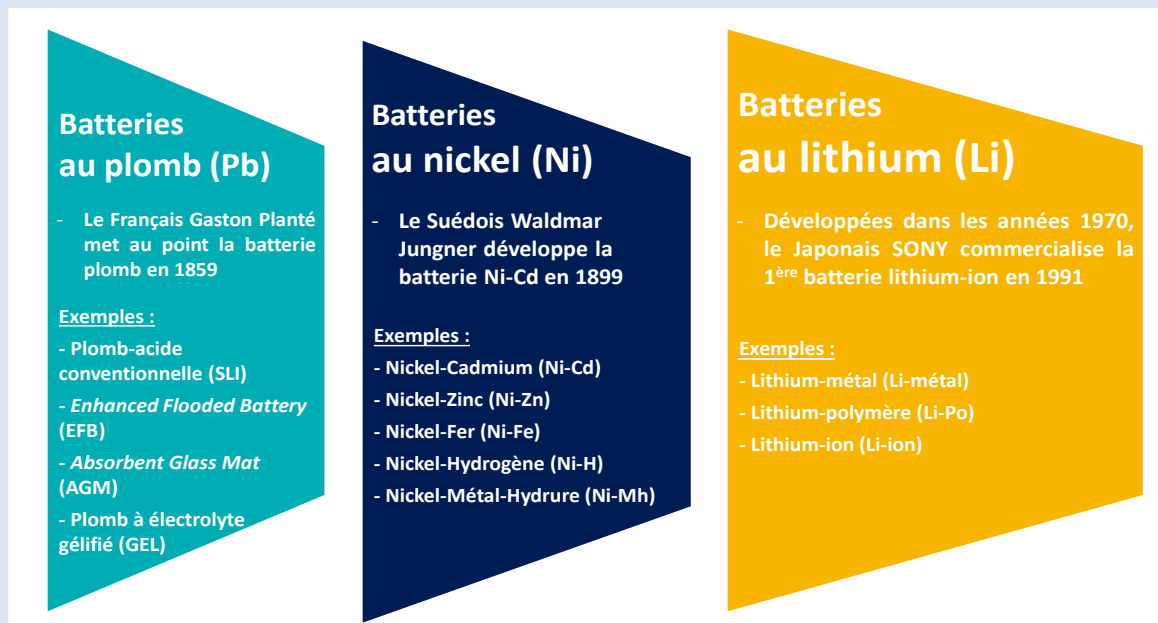 Batteries
au plomb (Pb)
- Le Français Gaston Planté
met au point la batterie
plomb en 1859
Exemples :
- Plomb-acide
conventionnelle (SLI)
- Enhanced Flooded Battery
(EFB)
- Absorbent Glass Mat
(AGM)
- Plomb à électrolyte
gélifié (GEL)
Batteries
au nickel (Ni)
- Le Suédois Waldmar
Jungner développe la
batterie Ni-Cd en 1899
Exemples :
- Nickel-Cadmium (Ni-Cd)
- Nickel-Zinc (Ni-Zn)
- Nickel-Fer (Ni-Fe)
- Nickel-Hydrogène (Ni-H)
- Nickel-Métal-Hydrure (Ni-Mh)
Batteries
au lithium (Li)
- Développées dans les années 1970,
le Japonais SONY commercialise la
1ère batterie lithium-ion en 1991
Exemples :
- Lithium-métal (Li-métal)
- Lithium-polymère (Li-Po)
- Lithium-ion (Li-ion)